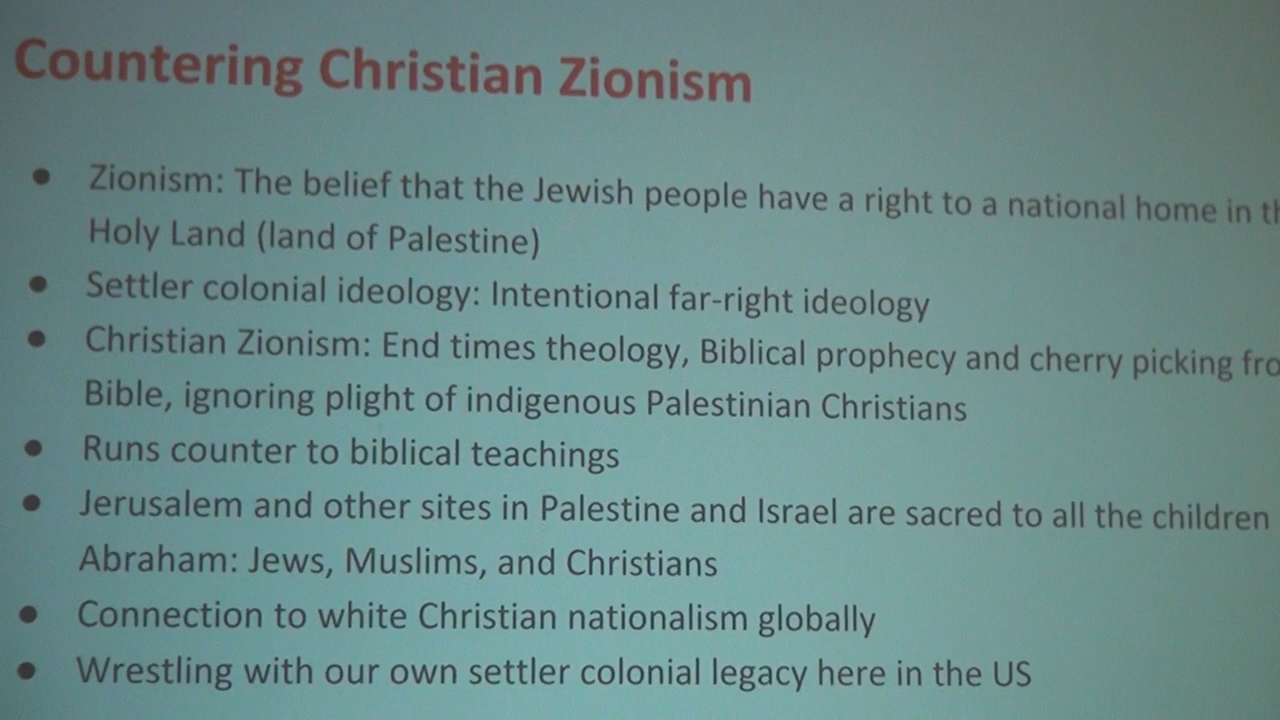 Countering Christian Zionism
● Zionism: The belief that the Jewish people have a right to a national home in
Holy Land (land of Palestine)
● Settler colonial ideology: Intentional far-right ideology
● Christian Zionism: End times theology, Biblical prophecy and cherry picking
Bible, ignoring plight of indigenous Palestinian Christians
● Runs counter to biblical teachings
● Jerusalem and other sites in Palestine and Israel are sacred to all the children
Abraham: Jews, Muslims, and Christians
● Connection to white Christian nationalism globally
● Wrestling with our own settler colonial legacy here in the US